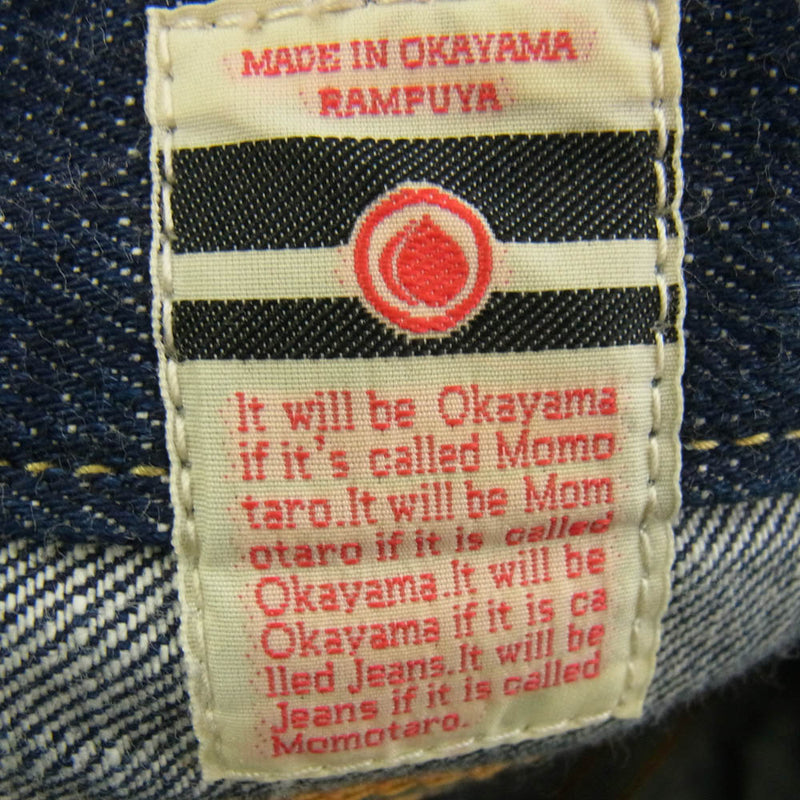 MADE IN OKAYAMA
RAMPUYA
It will be Okayama
if it's called Momo
taro.It will be Mom
otaro if it is called
Okayama.It will be
Okayama if it is ca
lled Jeans.It will be
Jeans if it is called
Momotaro.